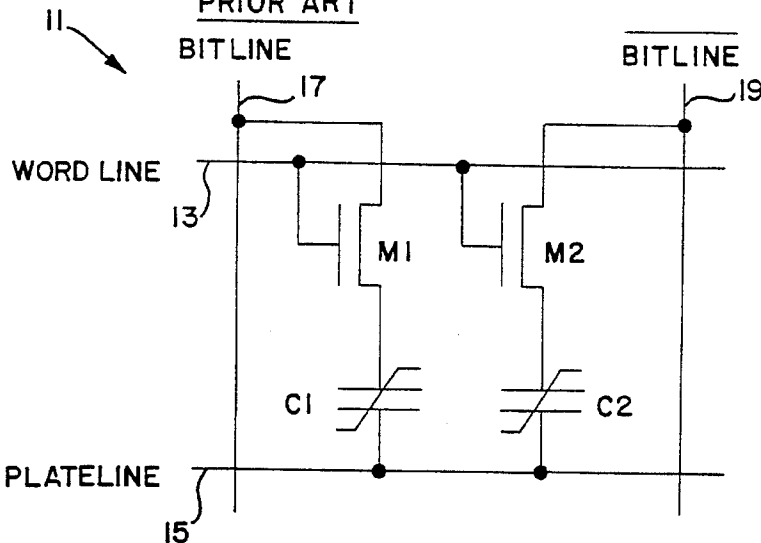 PRIOR ART
11
BITLINE
BITLINE
17
19
WORD LINE
13
M1
M2
C1
C2
PLATELINE
15